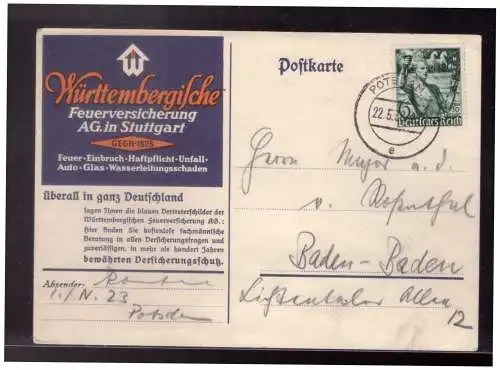 Württembergische
Feuerversicherung
AG. in Stuttgart
GEGR. 1828
Feuer · Einbruch · Haftpflicht · Unfall ·
Auto · Glas · Wasserleitungsschaden
überall in ganz Deutschland
sagen Ihnen die blauen Vertreterschilder der
Württembergischen Feuerversicherung AG.:
Hier finden Sie kostenlose fachmännische
Beratung in allen Versicherungsfragen und
zuverlässigen, in mehr als hundert Jahren
bewährten Versicherungsschutz.
Absender:
I./N. 23
Potsdam
Postkarte
POTS
22.5.
e
Deutsches Reich
Herrn Major a. d.
v.
Baden-Baden
Lichtentaler Allee
12